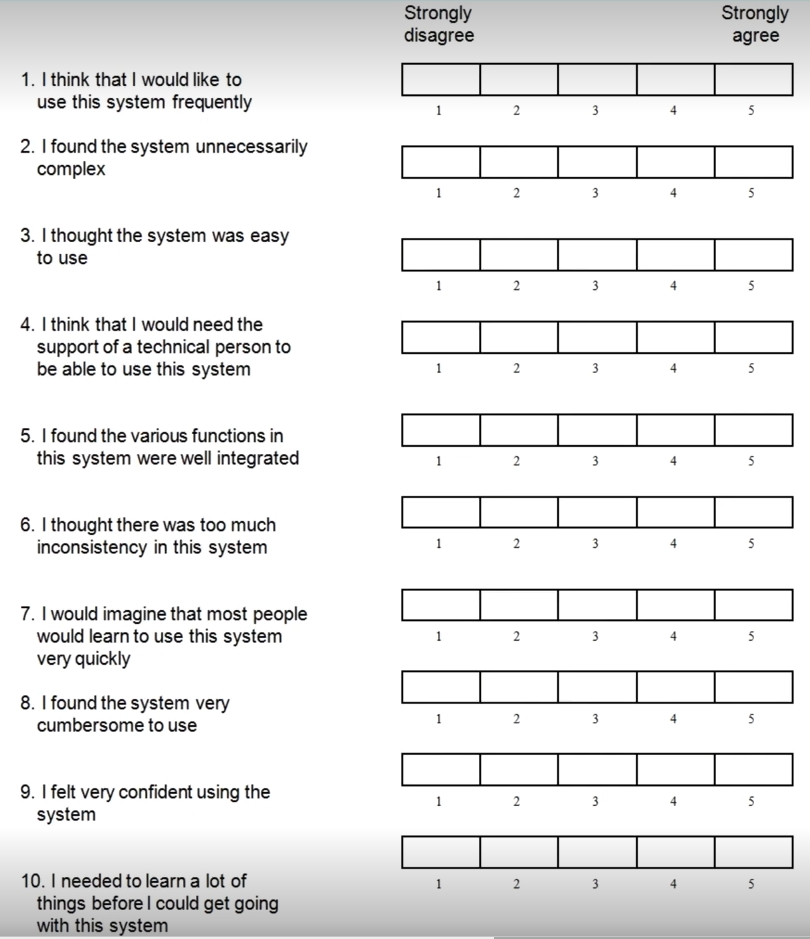 Strongly
disagree
Strongly
agree
1. I think that I would like to
use this system frequently
1 2 3 4 5
2. I found the system unnecessarily
complex
1 2 3 4 5
3. I thought the system was easy
to use
1 2 3 4 5
4. I think that I would need the
support of a technical person to
be able to use this system
1 2 3 4 5
5. I found the various functions in
this system were well integrated
1 2 3 4 5
6. I thought there was too much
inconsistency in this system
1 2 3 4 5
7. I would imagine that most people
would learn to use this system
very quickly
1 2 3 4 5
8. I found the system very
cumbersome to use
1 2 3 4 5
9. I felt very confident using the
system
1 2 3 4 5
10. I needed to learn a lot of
things before I could get going
with this system
1 2 3 4 5